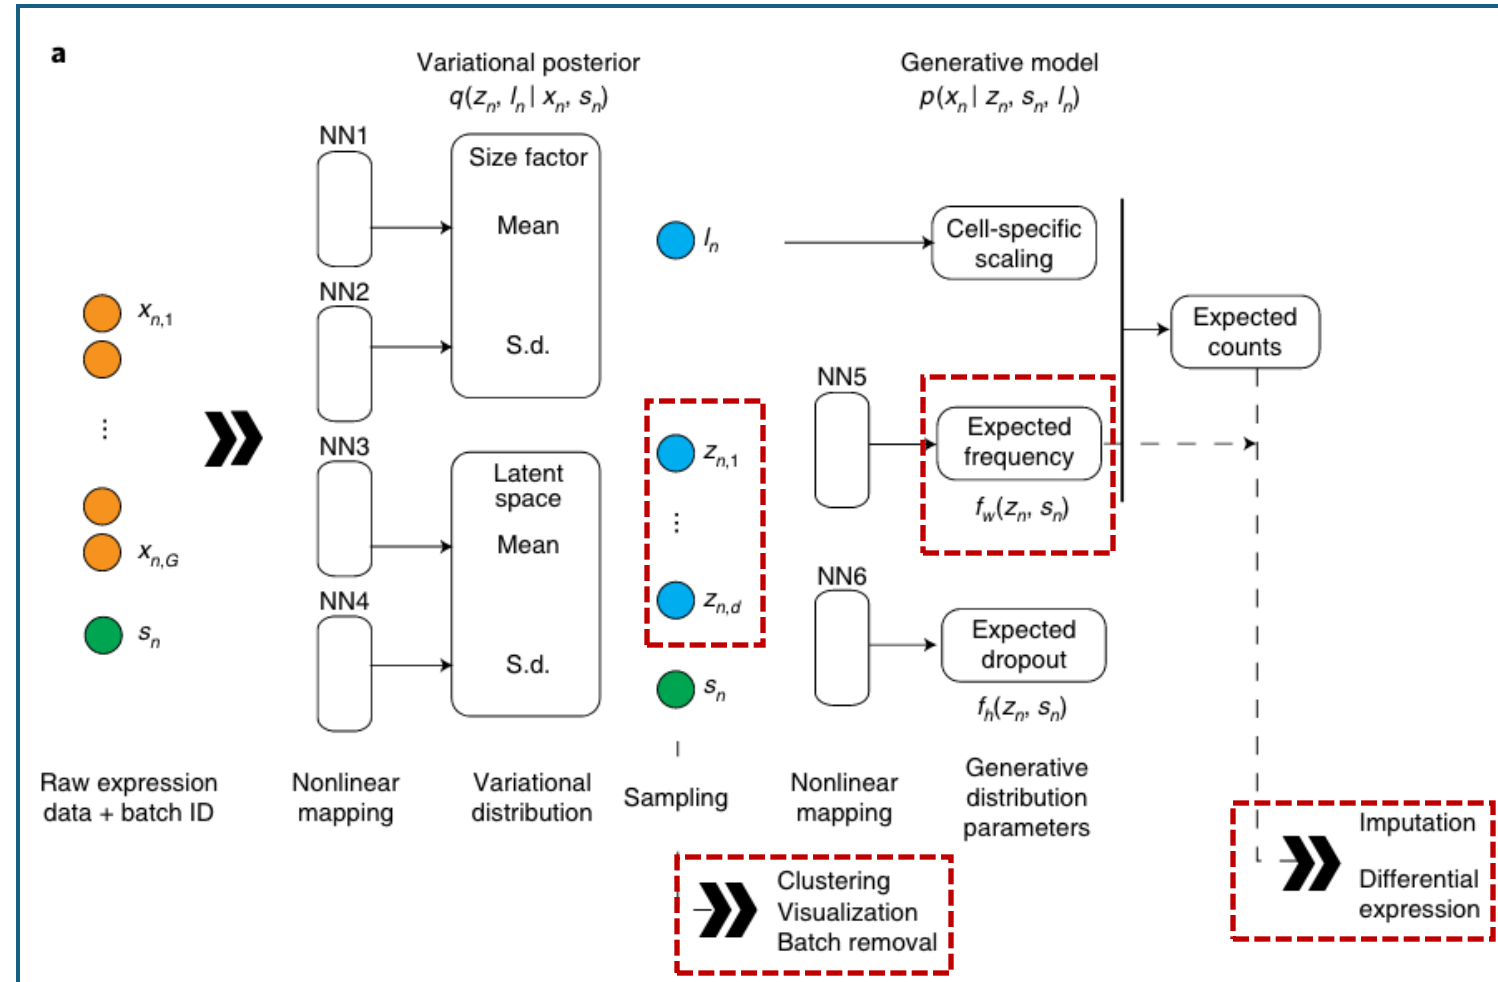 a
Variational posterior
q(zₙ, lₙ | xₙ, sₙ)
Generative model
p(xₙ | zₙ, sₙ, lₙ)
NN1
Size factor
Mean
S.d.
NN2
NN3
Latent
space
Mean
S.d.
NN4
xₙ,₁
⋮
xₙ,G
sₙ
lₙ
zₙ,₁
⋮
zₙ,d
sₙ
Cell-specific
scaling
Expected
counts
NN5
Expected
frequency
f_w(zₙ, sₙ)
NN6
Expected
dropout
f_h(zₙ, sₙ)
Raw expression
data + batch ID
Nonlinear
mapping
Variational
distribution
Sampling
Nonlinear
mapping
Generative
distribution
parameters
Clustering
Visualization
Batch removal
Imputation
Differential
expression